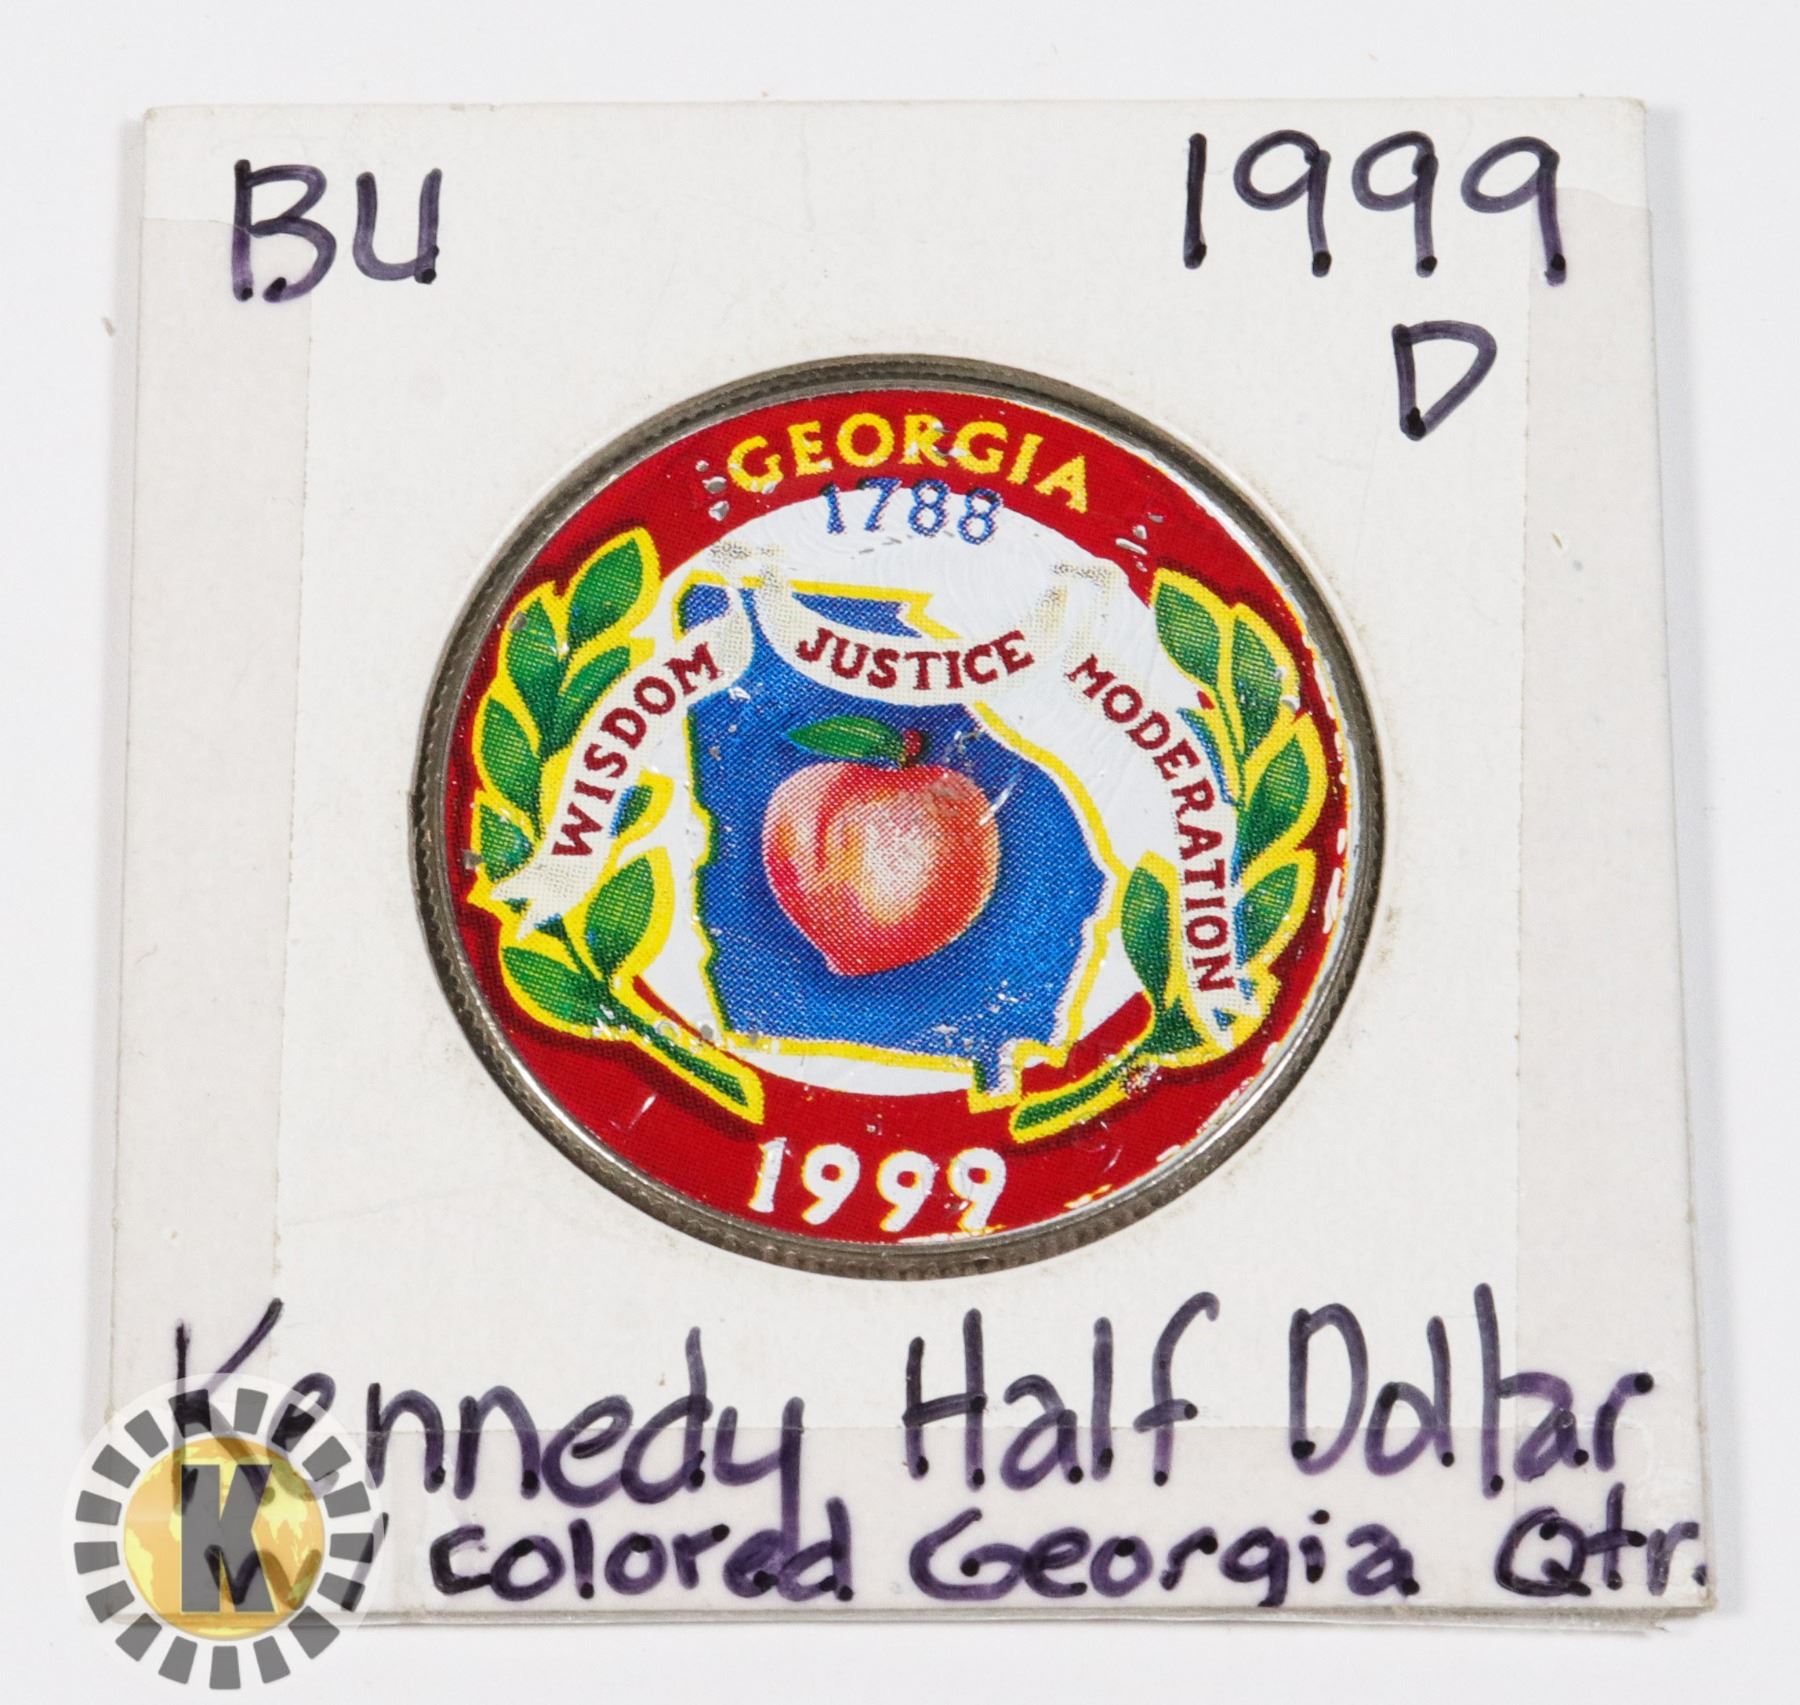 BU 1999
D
GEORGIA
1788
WISDOM
JUSTICE
MODERATION
1999
Kennedy Half Dollar
w/ colored Georgia Qtr.
K